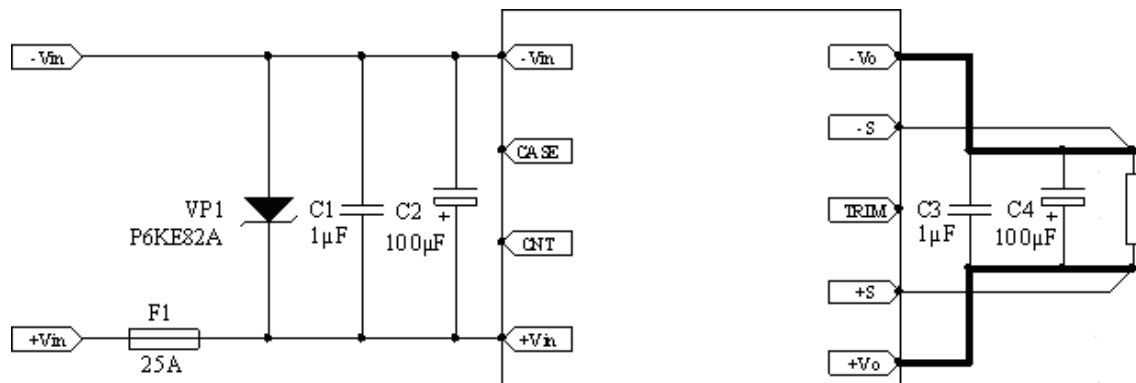 -Vin
-Vin
-Vo
CASE
-S
VP1
P6KE82A
C1
1μF
C2
100μF
+
TRIM
C3
1μF
C4
100μF
+
CNT
+S
F1
25A
+Vin
+Vin
+Vo